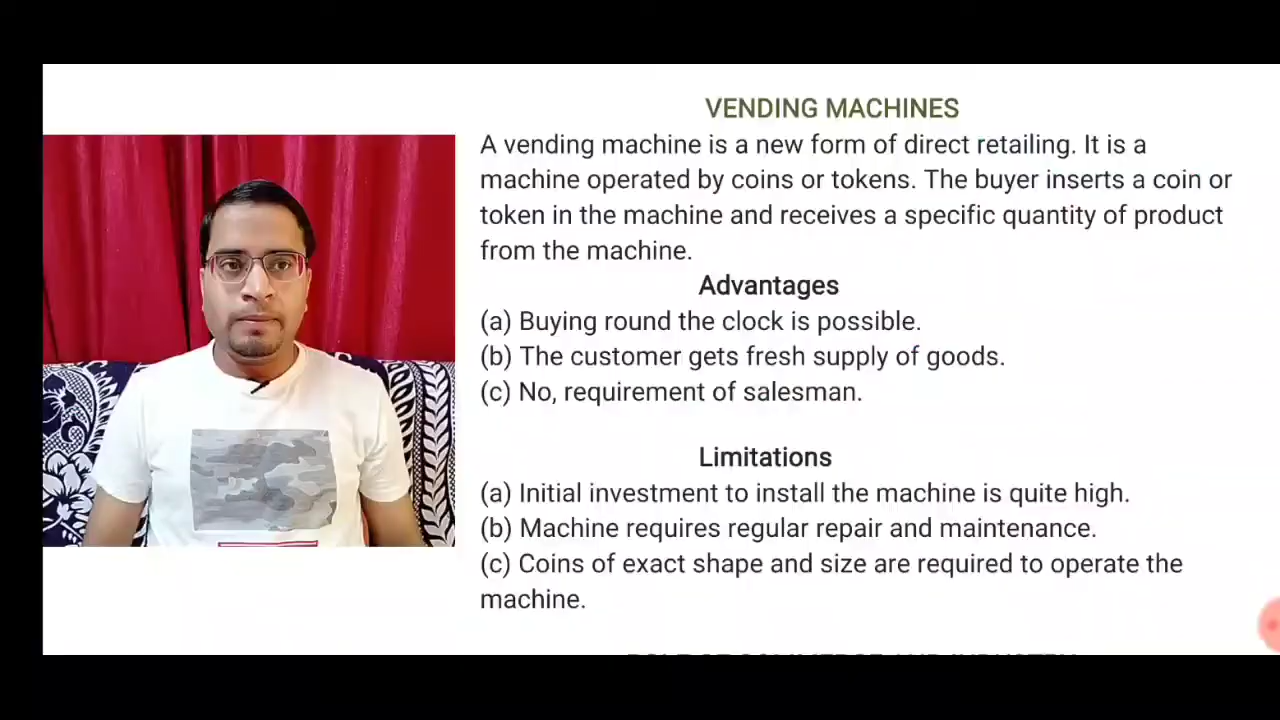 VENDING MACHINES
A vending machine is a new form of direct retailing. It is a
machine operated by coins or tokens. The buyer inserts a coin or
token in the machine and receives a specific quantity of product
from the machine.
Advantages
(a) Buying round the clock is possible.
(b) The customer gets fresh supply of goods.
(c) No, requirement of salesman.
Limitations
(a) Initial investment to install the machine is quite high.
(b) Machine requires regular repair and maintenance.
(c) Coins of exact shape and size are required to operate the
machine.